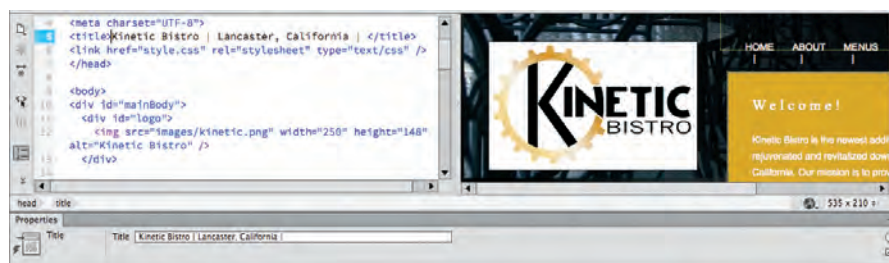 <meta charset="UTF-8">
<title>Kinetic Bistro | Lancaster, California | </title>
<link href="style.css" rel="stylesheet" type="text/css" />
</head>
<body>
<div id="mainBody">
<div id="logo">
<img src="images/kinetic.png" width="250" height="148"
alt="Kinetic Bistro" />
</div>
KINETIC
BISTRO
HOME ABOUT MENUS
Welcome!
Kinetic Bistro is the newest addi
rejuvenated and revitalized dow
California. Our mission is to prov
head title
535 x 210
Properties
Title
Title Kinetic Bistro | Lancaster, California |